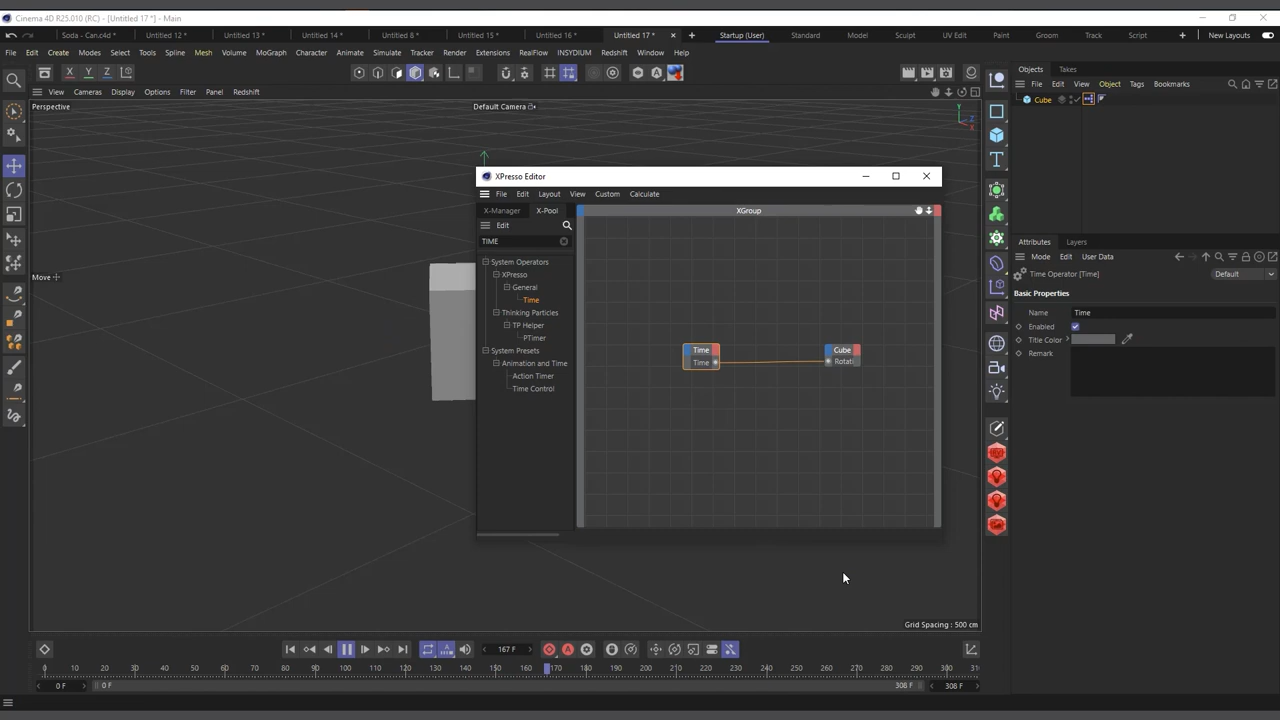 Cinema 4D R25.010 (RC) - [Untitled 17 *] - Main
Soda - Can.c4d * Untitled 12 * Untitled 13 * Untitled 14 * Untitled 8 * Untitled 15 * Untitled 16 * Untitled 17 * Startup (User) Standard Model Sculpt UV Edit Paint Groom Track Script New Layouts
File Edit Create Modes Select Tools Spline Mesh Volume MoGraph Character Animate Simulate Tracker Render Extensions RealFlow INSYDIUM Redshift Window Help
X Y Z
Objects Takes
File Edit View Object Tags Bookmarks
Cube
View Cameras Display Filter Panel Redshift
Perspective
Default Camera
Y
Z
X
XPresso Editor
File Edit Layout View Custom Calculate
X-Manager X-Pool
XGroup
Edit
TIME
System Operators
XPresso
General
Time
Thinking Particles
TP Helper
PTimer
System Presets
Animation and Time
Action Timer
Time Control
Time
Time
Cube
Rotati
Move
Attributes Layers
Mode Edit User Data
Time Operator [Time]
Default
Basic Properties
Name Time
Enabled
Title Color
Remark
Grid Spacing : 500 cm
167 F
0 10 20 30 40 50 60 70 80 90 100 110 120 130 140 150 160 170 180 190 200 210 220 230 240 250 260 270 280 290 300 31
0 F 0 F 308 F 308 F